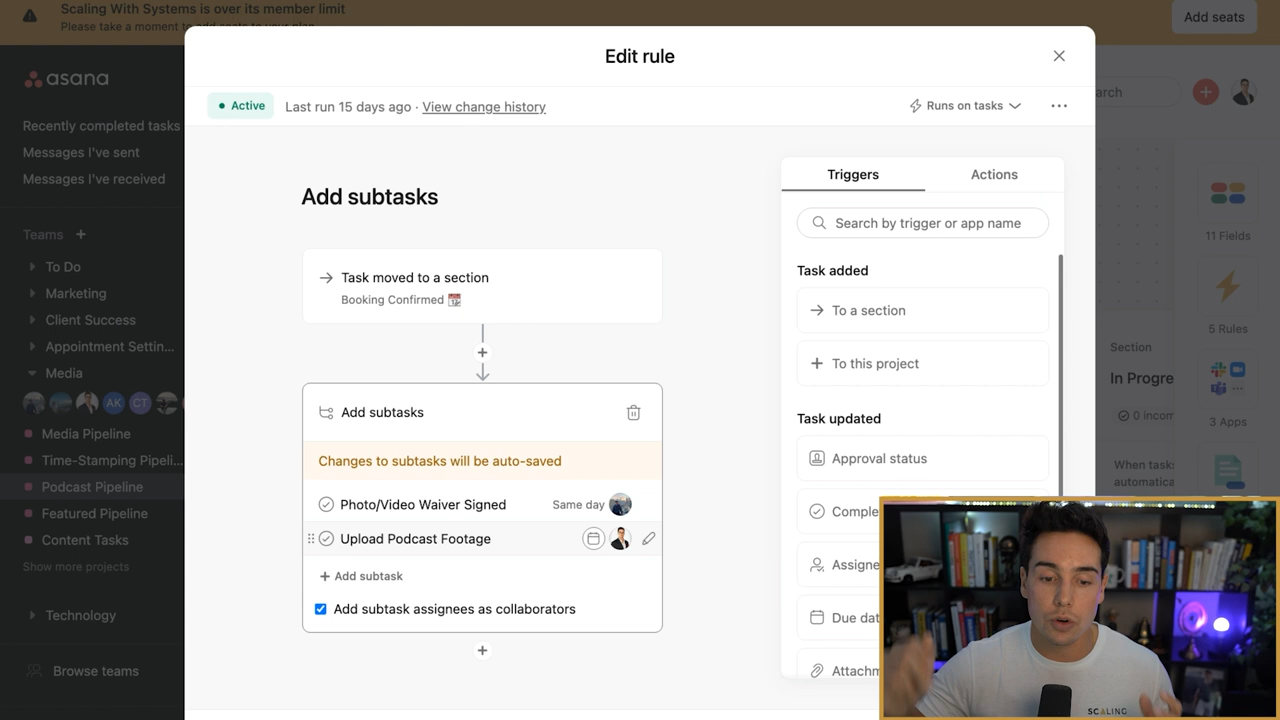 Scaling With Systems is over its member limit
Please take a moment to add seats to your plan
Add seats
Edit rule
asana
Active
Last run 15 days ago · View change history
Runs on tasks
Recently completed tasks
Messages I've sent
Messages I've received
Teams +
To Do
Marketing
Client Success
Appointment Settin...
Media
AK
CT
Media Pipeline
Time-Stamping Pipeli...
Podcast Pipeline
Featured Pipeline
Content Tasks
Show more projects
Technology
Browse teams
Add subtasks
Task moved to a section
Booking Confirmed 📆
Add subtasks
Changes to subtasks will be auto-saved
Photo/Video Waiver Signed Same day
Upload Podcast Footage
+ Add subtask
Add subtask assignees as collaborators
Triggers
Actions
Search by trigger or app name
Task added
To a section
To this project
Task updated
Approval status
Comple
Assigne
Due dat
Attachm
arch
11 Fields
5 Rules
3 Apps
Section
In Progre
0 incom
When tasks
automatica
SCALING